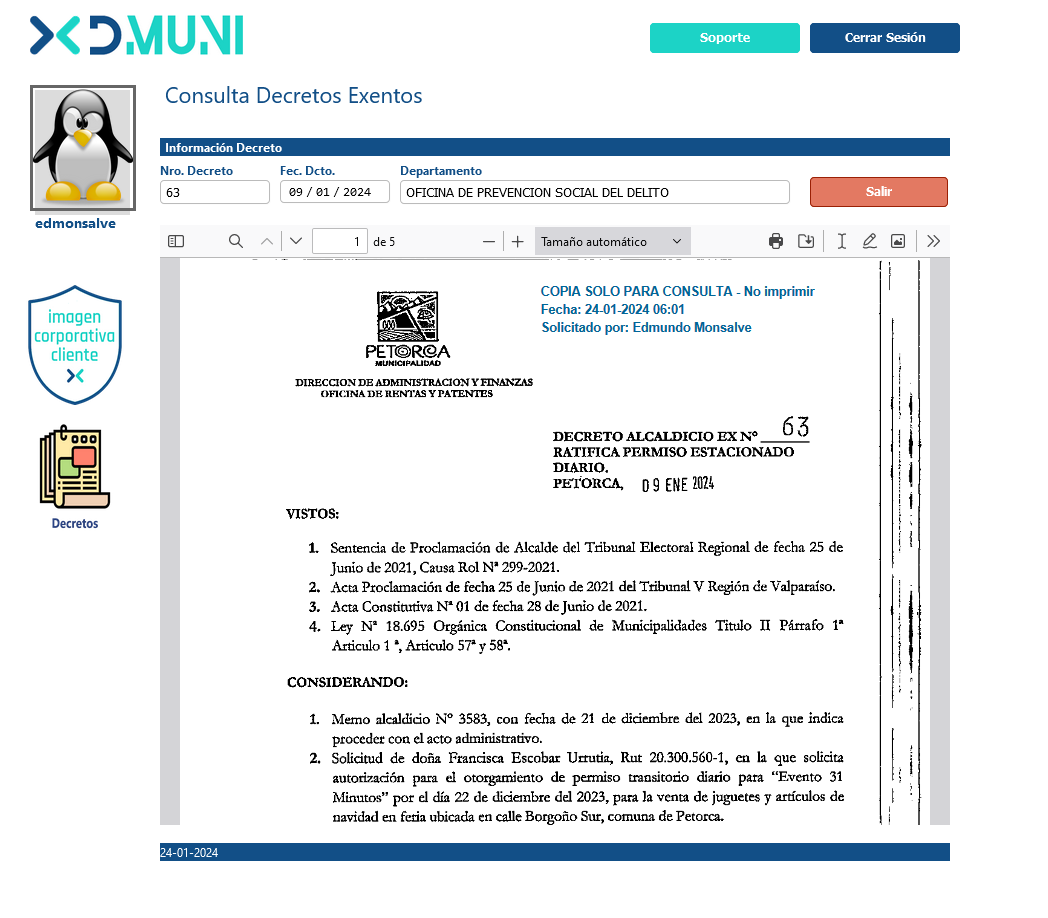 DMUNI
Soporte
Cerrar Sesión
Consulta Decretos Exentos
edmonsalve
Información Decreto
Nro. Decreto
Fec. Dcto.
Departamento
63
09 / 01 / 2024
OFICINA DE PREVENCION SOCIAL DEL DELITO
Salir
1
de 5
Tamaño automático
imagen
corporativa
cliente
Decretos
COPIA SOLO PARA CONSULTA - No imprimir
Fecha: 24-01-2024 06:01
Solicitado por: Edmundo Monsalve
PETORCA
MUNICIPALIDAD
DIRECCION DE ADMINISTRACION Y FINANZAS
OFICINA DE RENTAS Y PATENTES
DECRETO ALCALDICIO EX Nº 63
RATIFICA PERMISO ESTACIONADO
DIARIO.
PETORCA, 09 ENE 2024
VISTOS:
1. Sentencia de Proclamación de Alcalde del Tribunal Electoral Regional de fecha 25 de
Junio de 2021, Causa Rol Nª 299-2021.
2. Acta Proclamación de fecha 25 de Junio de 2021 del Tribunal V Región de Valparaíso.
3. Acta Constitutiva Nª 01 de fecha 28 de Junio de 2021.
4. Ley Nª 18.695 Orgánica Constitucional de Municipalidades Titulo II Párrafo 1ª
Articulo 1 ª, Articulo 57ª y 58ª.
CONSIDERANDO:
1. Memo alcaldicio Nº 3583, con fecha de 21 de diciembre del 2023, en la que indica
proceder con el acto administrativo.
2. Solicitud de doña Francisca Escobar Urrutia, Rut 20.300.560-1, en la que solicita
autorización para el otorgamiento de permiso transitorio diario para “Evento 31
Minutos” por el día 22 de diciembre del 2023, para la venta de juguetes y artículos de
navidad en feria ubicada en calle Borgoño Sur, comuna de Petorca.
24-01-2024